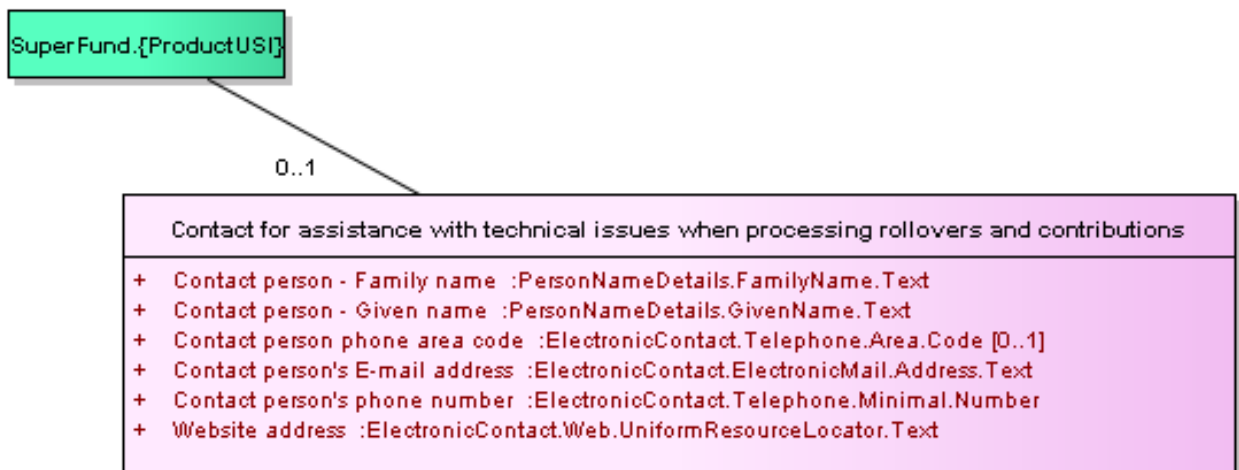 SuperFund.{ProductUSI}
0..1
Contact for assistance with technical issues when processing rollovers and contributions
+ Contact person - Family name :PersonNameDetails.FamilyName.Text
+ Contact person - Given name :PersonNameDetails.GivenName.Text
+ Contact person phone area code :ElectronicContact.Telephone.Area.Code [0..1]
+ Contact person's E-mail address :ElectronicContact.ElectronicMail.Address.Text
+ Contact person's phone number :ElectronicContact.Telephone.Minimal.Number
+ Website address :ElectronicContact.Web.UniformResourceLocator.Text